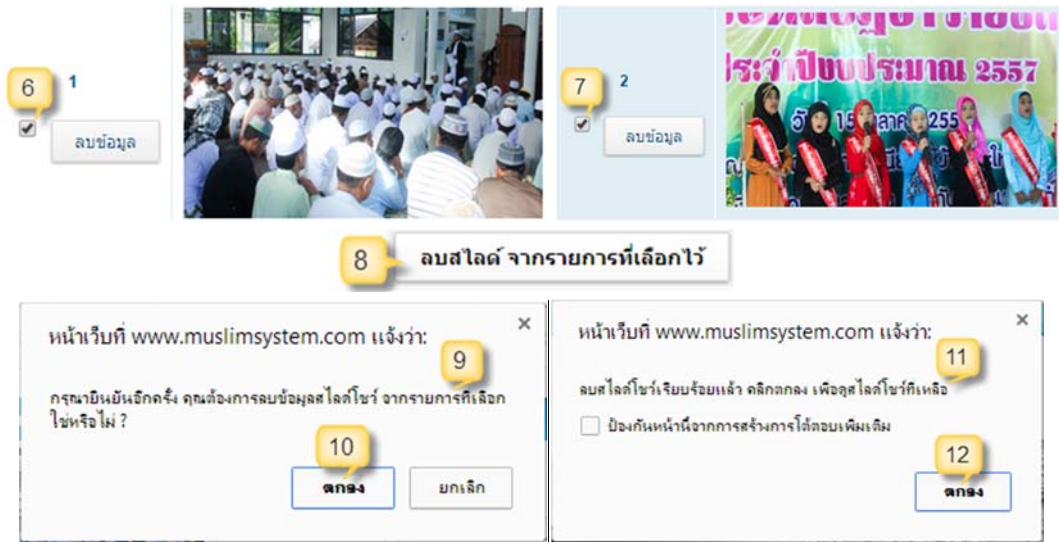 6
1
ลบข้อมูล
7
2
ลบข้อมูล
ประจำปีงบประมาณ 2557
8
ลบสไลด์ จากรายการที่เลือกไว้
หน้าเว็บที่ www.muslimsystem.com แจ้งว่า:
9
กรุณายืนยันอีกครั้ง คุณต้องการลบข้อมูลสไลด์โชว์ จากรายการที่เลือก
ใช่หรือไม่ ?
10
ตกลง
ยกเลิก
หน้าเว็บที่ www.muslimsystem.com แจ้งว่า:
11
ลบสไลด์โชว์เรียบร้อยแล้ว คลิกตกลง เพื่อดูสไลด์โชว์ที่เหลือ
ป้องกันหน้านี้จากการสร้างการโต้ตอบเพิ่มเติม
12
ตกลง